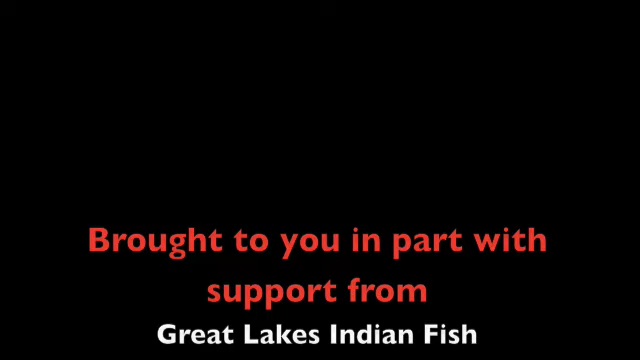 Brought to you in part with
support from
Great Lakes Indian Fish